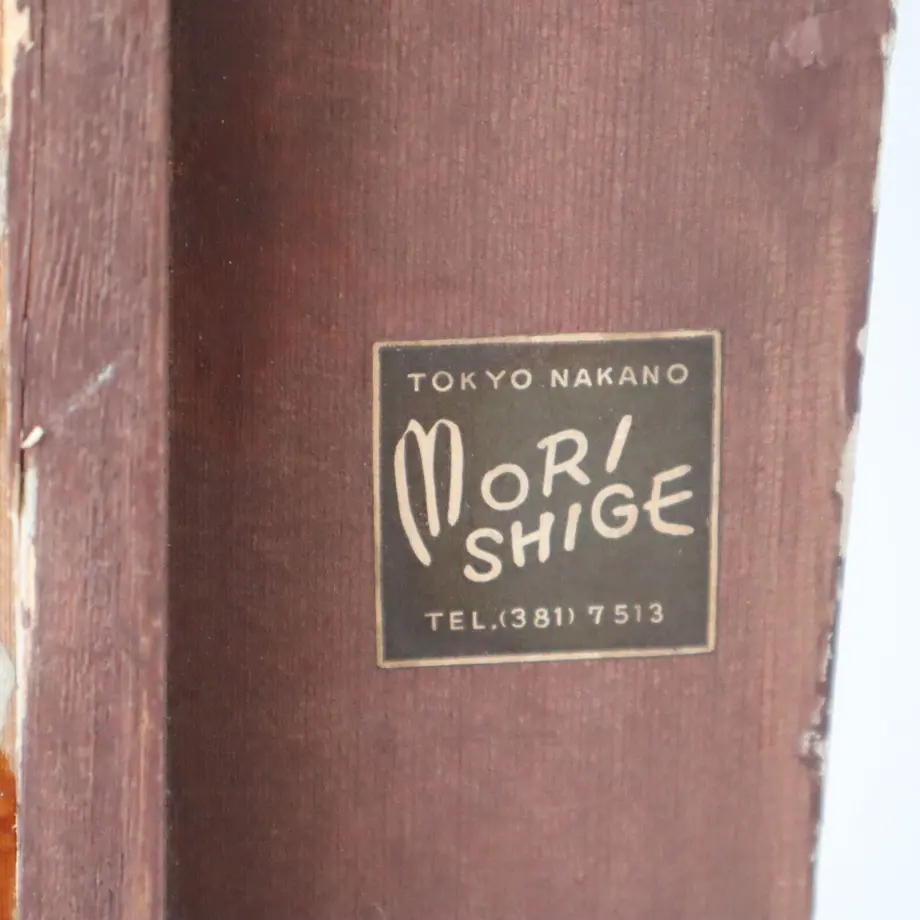 TOKYO NAKANO
MORI
SHIGE
TEL.(381) 7513